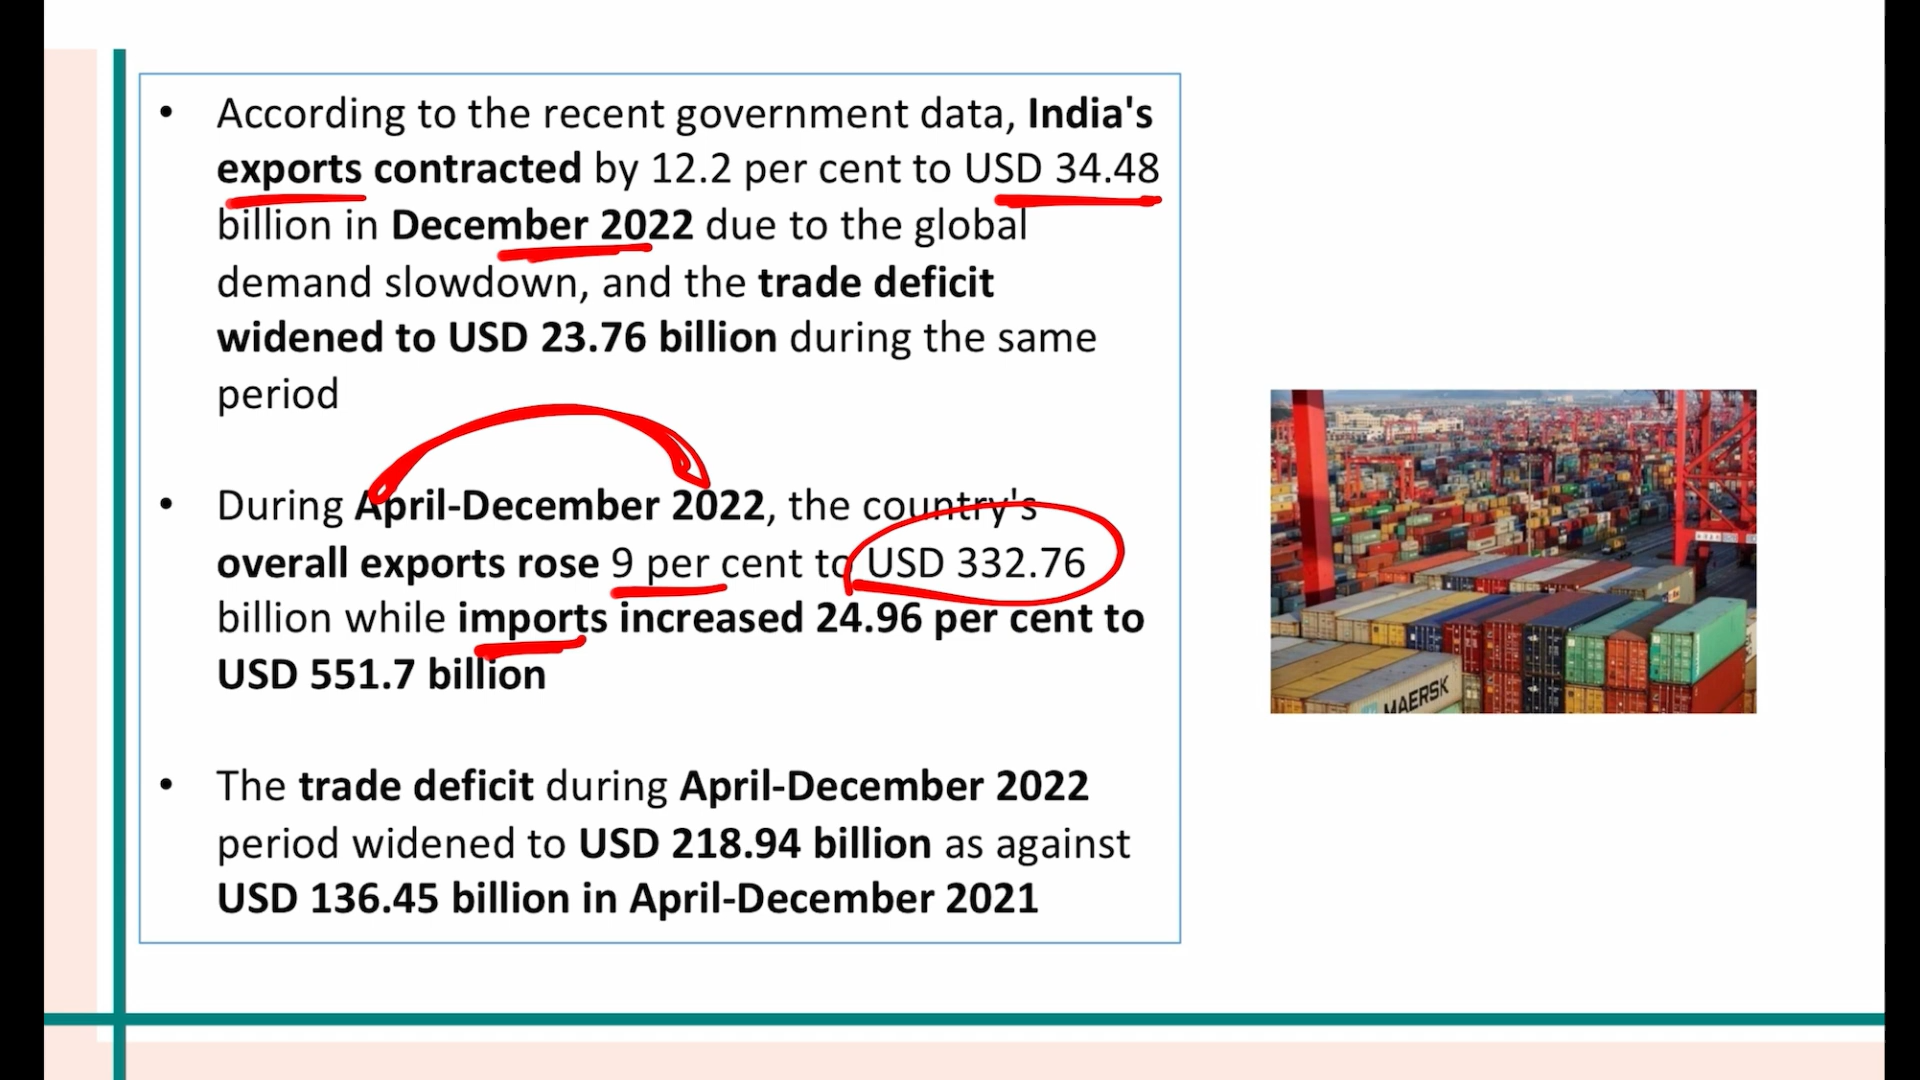 • According to the recent government data, India's
exports contracted by 12.2 per cent to USD 34.48
billion in December 2022 due to the global
demand slowdown, and the trade deficit
widened to USD 23.76 billion during the same
period
• During April-December 2022, the country's
overall exports rose 9 per cent to USD 332.76
billion while imports increased 24.96 per cent to
USD 551.7 billion
• The trade deficit during April-December 2022
period widened to USD 218.94 billion as against
USD 136.45 billion in April-December 2021
MAERSK